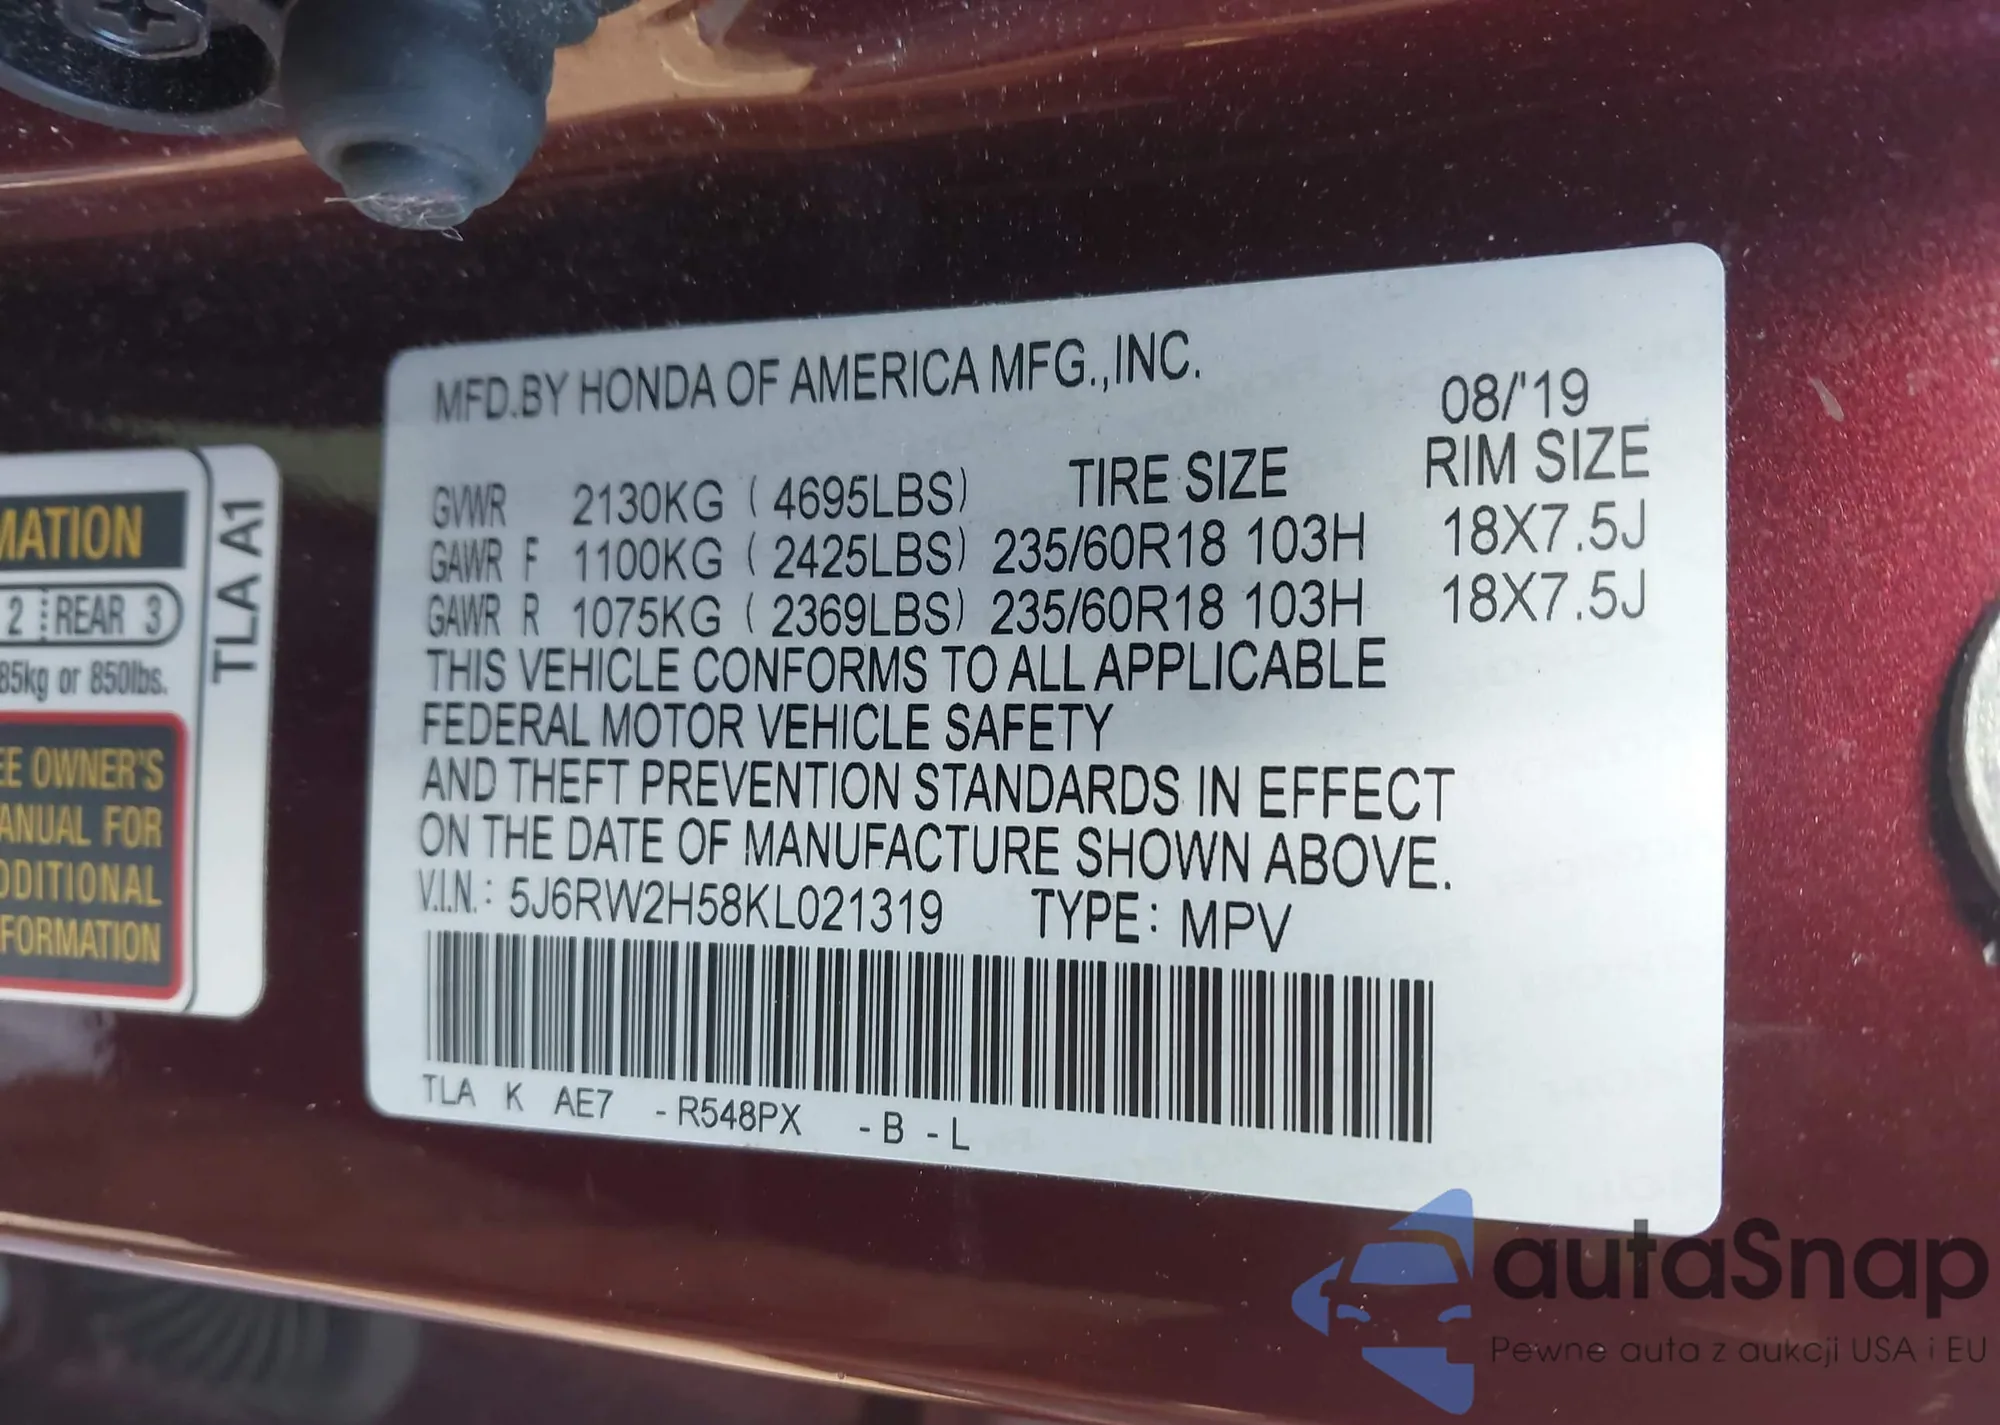 MFD.BY HONDA OF AMERICA MFG.,INC.
08/'19
GVWR 2130KG ( 4695LBS) TIRE SIZE RIM SIZE
GAWR F 1100KG ( 2425LBS) 235/60R18 103H 18X7.5J
GAWR R 1075KG ( 2369LBS) 235/60R18 103H 18X7.5J
THIS VEHICLE CONFORMS TO ALL APPLICABLE
FEDERAL MOTOR VEHICLE SAFETY
AND THEFT PREVENTION STANDARDS IN EFFECT
ON THE DATE OF MANUFACTURE SHOWN ABOVE.
V.I.N.: 5J6RW2H58KL021319 TYPE: MPV
TLA K AE7 -R548PX -B -L
MATION
2 REAR 3
85kg or 850lbs.
EE OWNER'S
ANUAL FOR
DDITIONAL
FORMATION
TLA A1
autaSnap
Pewne auta z aukcji USA i EU